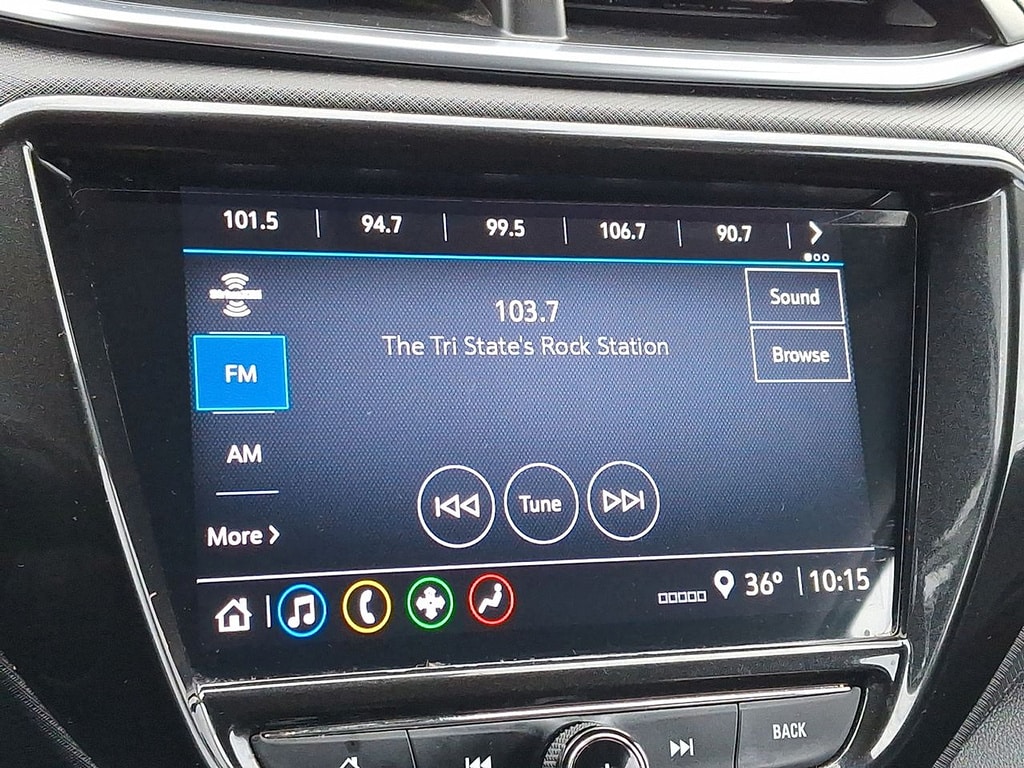 101.5 94.7 99.5 106.7 90.7
103.7
The Tri State's Rock Station
Sound
Browse
FM
AM
More
Tune
36° 10:15
BACK